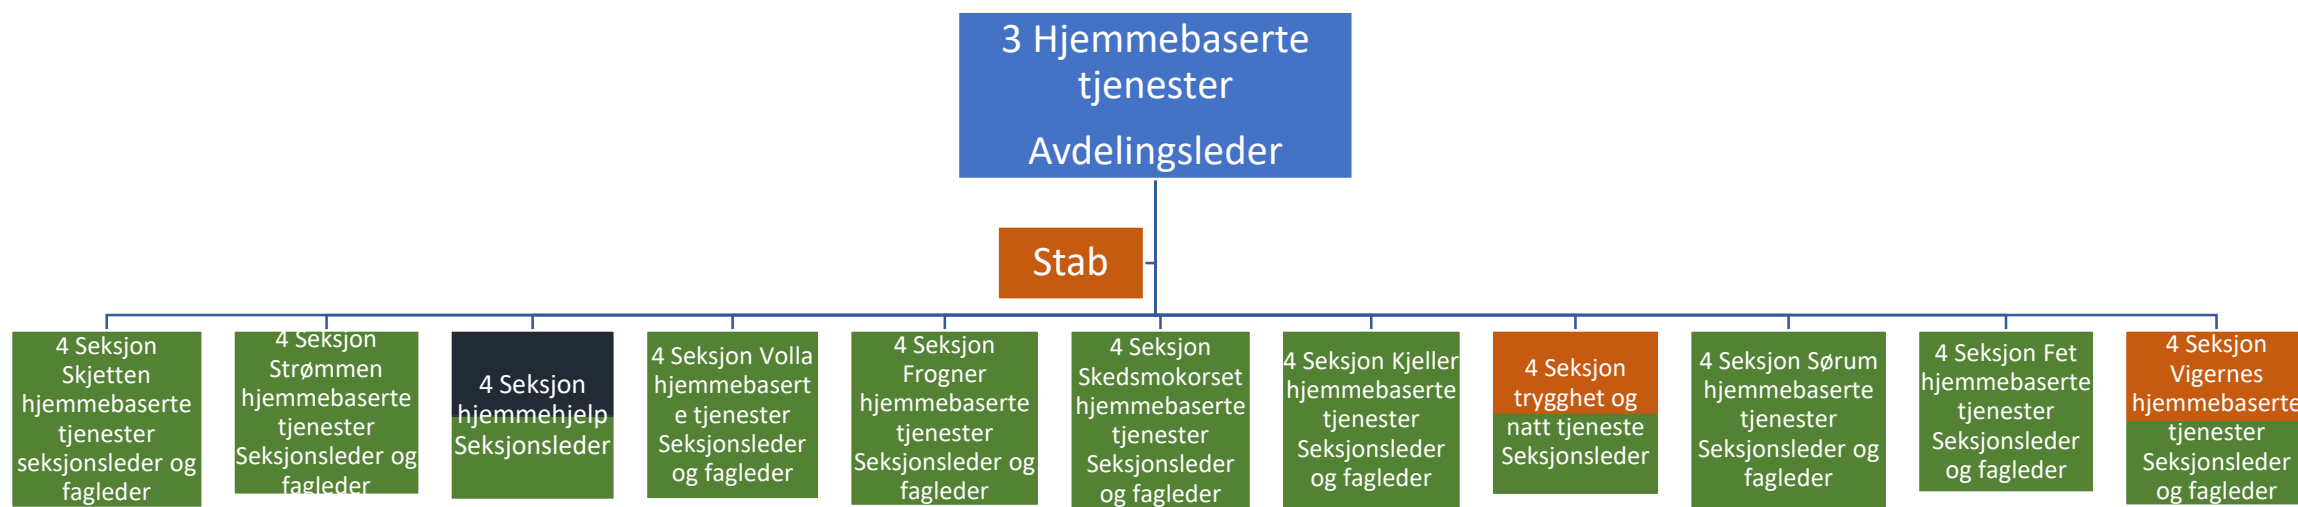 3 Hjemmebaserte
tjenester
Avdelingsleder
Stab
4 Seksjon
Skjetten
hjemmebaserte
tjenester
seksjonsleder og
fagleder
4 Seksjon
Strømmen
hjemmebaserte
tjenester
Seksjonsleder og
fagleder
4 Seksjon
hjemmehjelp
Seksjonsleder
4 Seksjon Volla
hjemmebasert
e tjenester
Seksjonsleder
og fagleder
4 Seksjon
Frogner
hjemmebaserte
tjenester
Seksjonsleder og
fagleder
4 Seksjon
Skedsmokorset
hjemmebaserte
tjenester
Seksjonsleder
og fagleder
4 Seksjon Kjeller
hjemmebaserte
tjenester
Seksjonsleder
og fagleder
4 Seksjon
trygghet og
natt tjeneste
Seksjonsleder
4 Seksjon Sørum
hjemmebaserte
tjenester
Seksjonsleder og
fagleder
4 Seksjon Fet
hjemmebaserte
tjenester
Seksjonsleder
og fagleder
4 Seksjon
Vigernes
hjemmebaserte
tjenester
Seksjonsleder
og fagleder